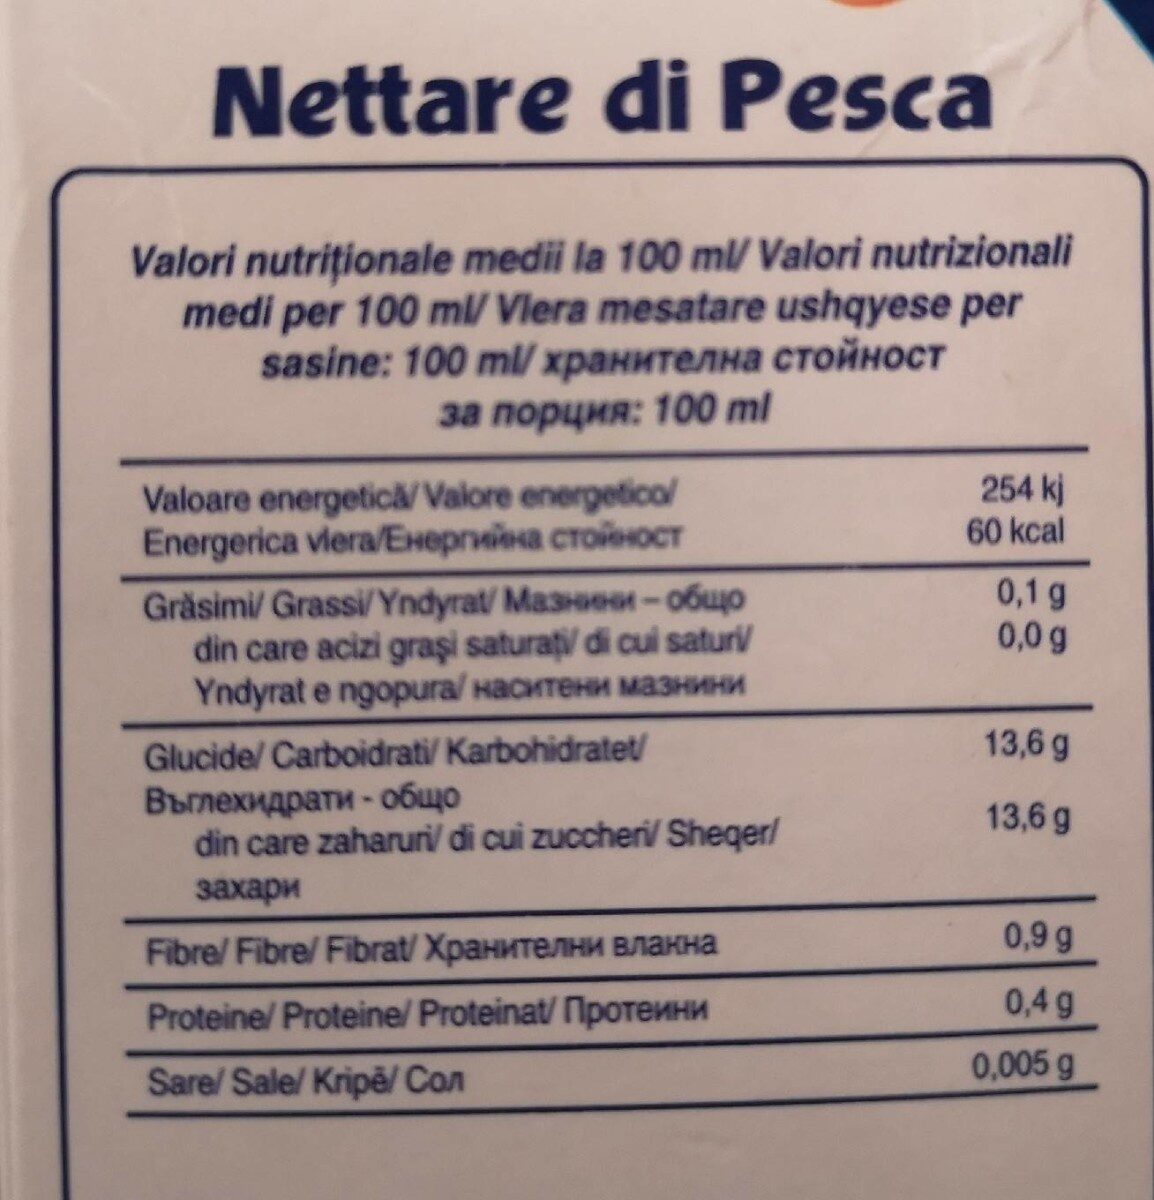 Nettare di Pesca
Valori nutriționale medii la 100 ml/ Valori nutrizionali
medi per 100 ml/ Vlera mesatare ushqyese per
sasine: 100 ml/ хранителна стойност
за порция: 100 ml
Valoare energetică/ Valore energetico/
254 kj
Energerica vlera/Енергийна стойност
60 kcal
Grăsimi/ Grassi/ Yndyrat/ Мазнини – общо
0,1 g
din care acizi grași saturați/ di cui saturi/
0,0 g
Yndyrat e ngopura/ наситени мазнини
Glucide/ Carboidrati/ Karbohidratet/
13,6 g
Въглехидрати - общо
din care zaharuri/ di cui zuccheri/ Sheqer/
13,6 g
захари
Fibre/ Fibre/ Fibrat/ Хранителни влакна
0,9 g
Proteine/ Proteine/ Proteinat/ Протеини
0,4 g
Sare/ Sale/ Kripë/ Сол
0,005 g